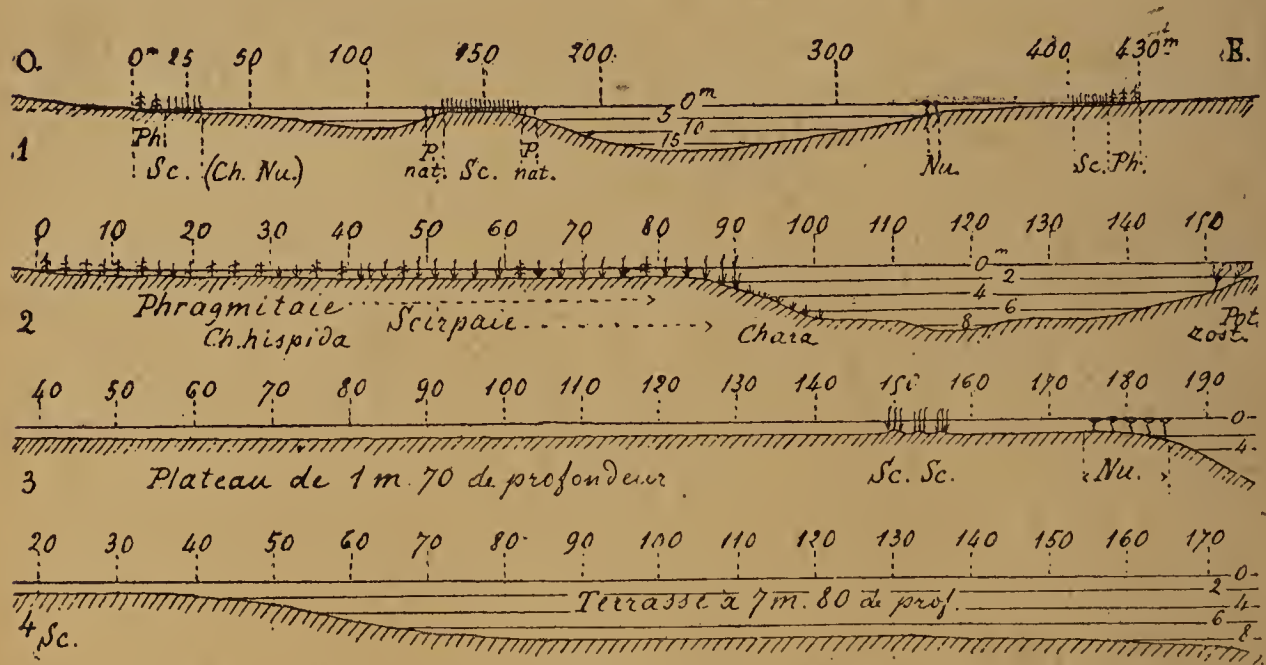 O. 0m 25 50 100 150 200 300 400 430m E.
0m
5
10
15
1
Ph. P. nat. Sc. P. nat. Nu. Sc. Ph.
Sc. (Ch. Nu.)
0 10 20 30 40 50 60 70 80 90 100 110 120 130 140 150
0m
2
4
6
8
Phragmitaie Scirpaie
2
Ch. hispida Chara Pot. zost.
40 50 60 70 80 90 100 110 120 130 140 150 160 170 180 190
0
4
3 Plateau de 1 m. 70 de profondeur Sc. Sc. Nu.
20 30 40 50 60 70 80 90 100 110 120 130 140 150 160 170
0
2
4
6
8
Terrasse à 7 m. 80 de prof.
4 Sc.